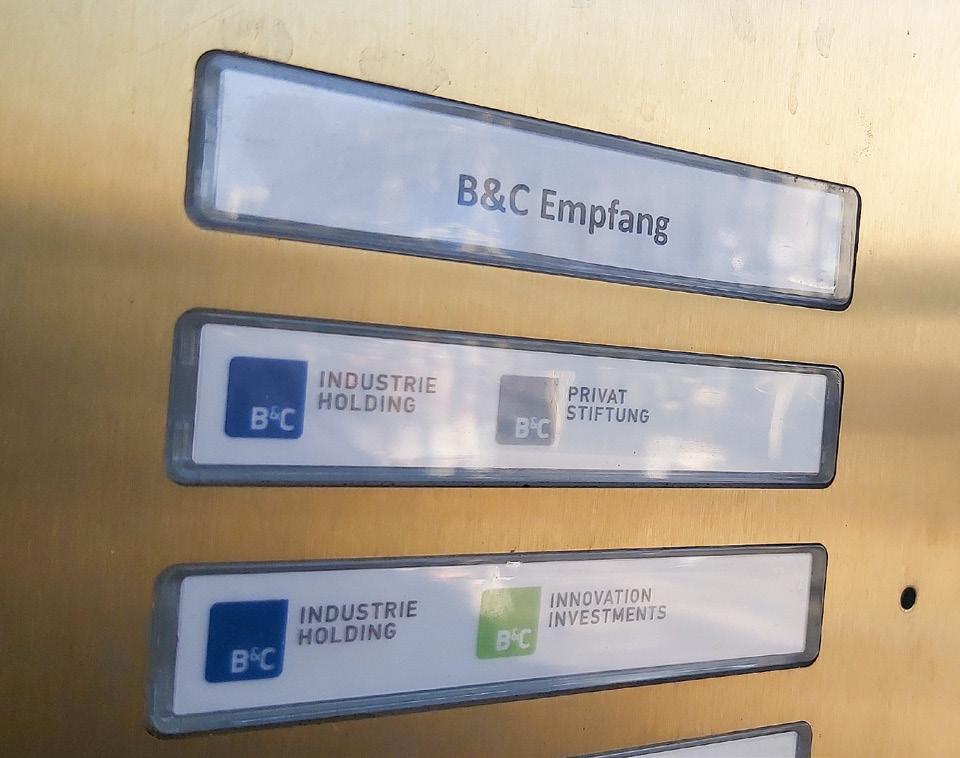 B&C Empfang
B&C
INDUSTRIE
HOLDING
B&C
PRIVAT
STIFTUNG
B&C
INDUSTRIE
HOLDING
B&C
INNOVATION
INVESTMENTS